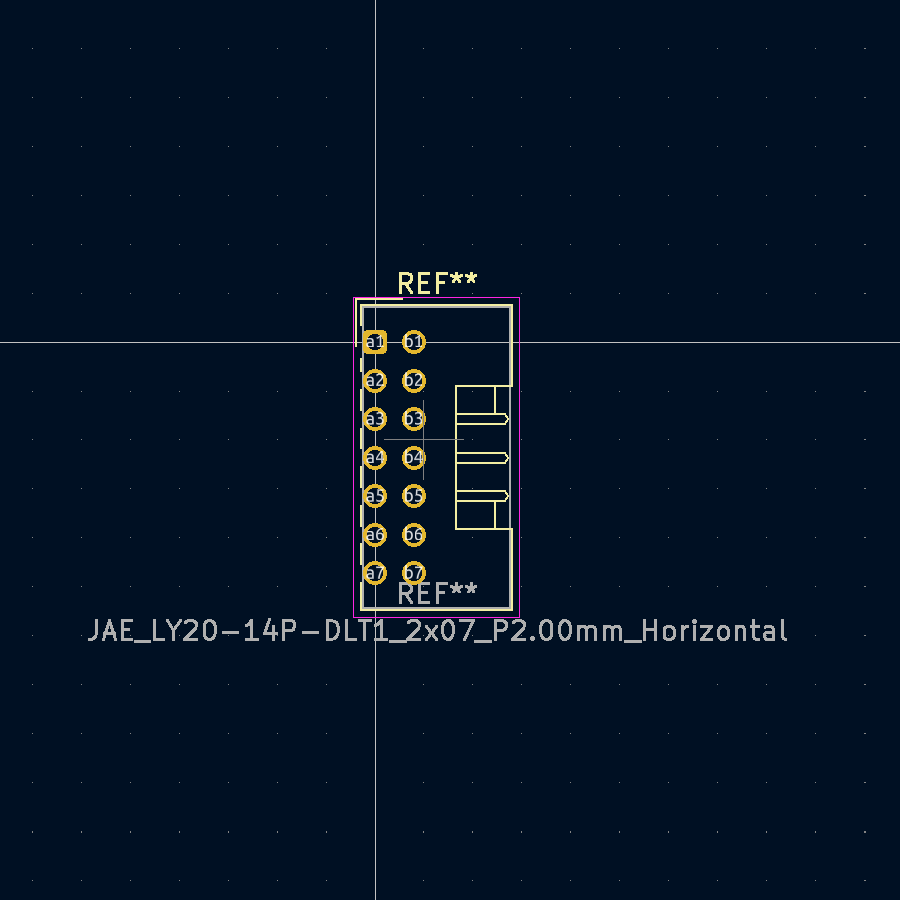 REF**
a1 b1
a2 b2
a3 b3
a4 b4
a5 b5
a6 b6
a7 b7
REF**
JAE_LY20-14P-DLT1_2x07_P2.00mm_Horizontal